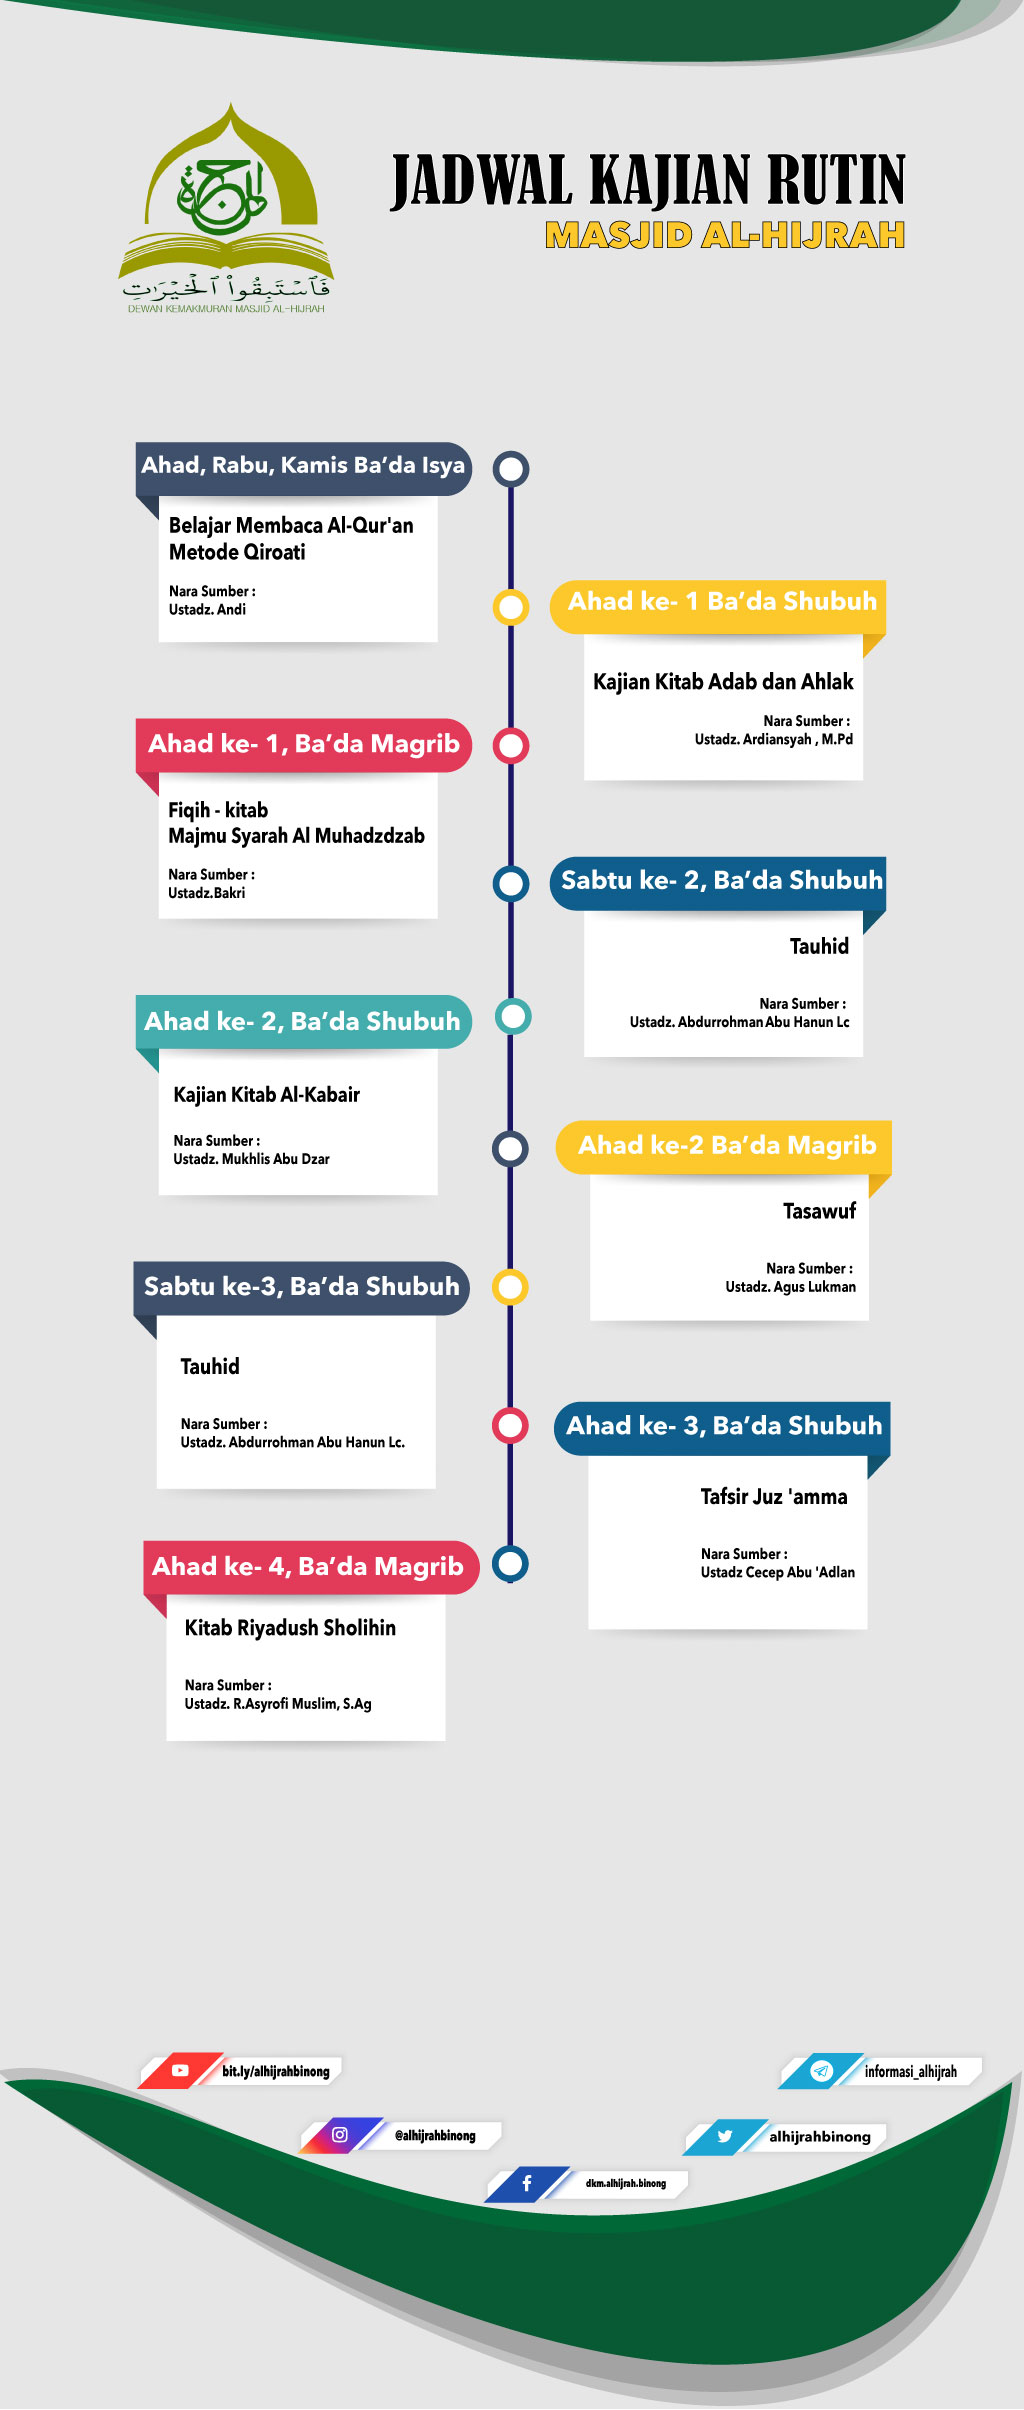 المجرة
فَٱسْتَبِقُوا۟ ٱلْخَيْرَٰتِ
DEWAN KEMAKMURAN MASJID AL-HIJRAH
JADWAL KAJIAN RUTIN
MASJID AL-HIJRAH
Ahad, Rabu, Kamis Ba’da Isya
Belajar Membaca Al-Qur'an
Metode Qiroati
Nara Sumber :
Ustadz. Andi
Ahad ke- 1 Ba’da Shubuh
Kajian Kitab Adab dan Ahlak
Nara Sumber :
Ustadz. Ardiansyah , M.Pd
Ahad ke- 1, Ba’da Magrib
Fiqih - kitab
Majmu Syarah Al Muhadzdzab
Nara Sumber :
Ustadz.Bakri
Sabtu ke- 2, Ba’da Shubuh
Tauhid
Nara Sumber :
Ustadz. Abdurrohman Abu Hanun Lc
Ahad ke- 2, Ba’da Shubuh
Kajian Kitab Al-Kabair
Nara Sumber :
Ustadz. Mukhlis Abu Dzar
Ahad ke-2 Ba’da Magrib
Tasawuf
Nara Sumber :
Ustadz. Agus Lukman
Sabtu ke-3, Ba’da Shubuh
Tauhid
Nara Sumber :
Ustadz. Abdurrohman Abu Hanun Lc.
Ahad ke- 3, Ba’da Shubuh
Tafsir Juz 'amma
Nara Sumber :
Ustadz Cecep Abu 'Adlan
Ahad ke- 4, Ba’da Magrib
Kitab Riyadush Sholihin
Nara Sumber :
Ustadz. R.Asyrofi Muslim, S.Ag
bit.ly/alhijrahbinong
informasi_alhijrah
@alhijrahbinong
alhijrahbinong
dkm.alhijrah.binong